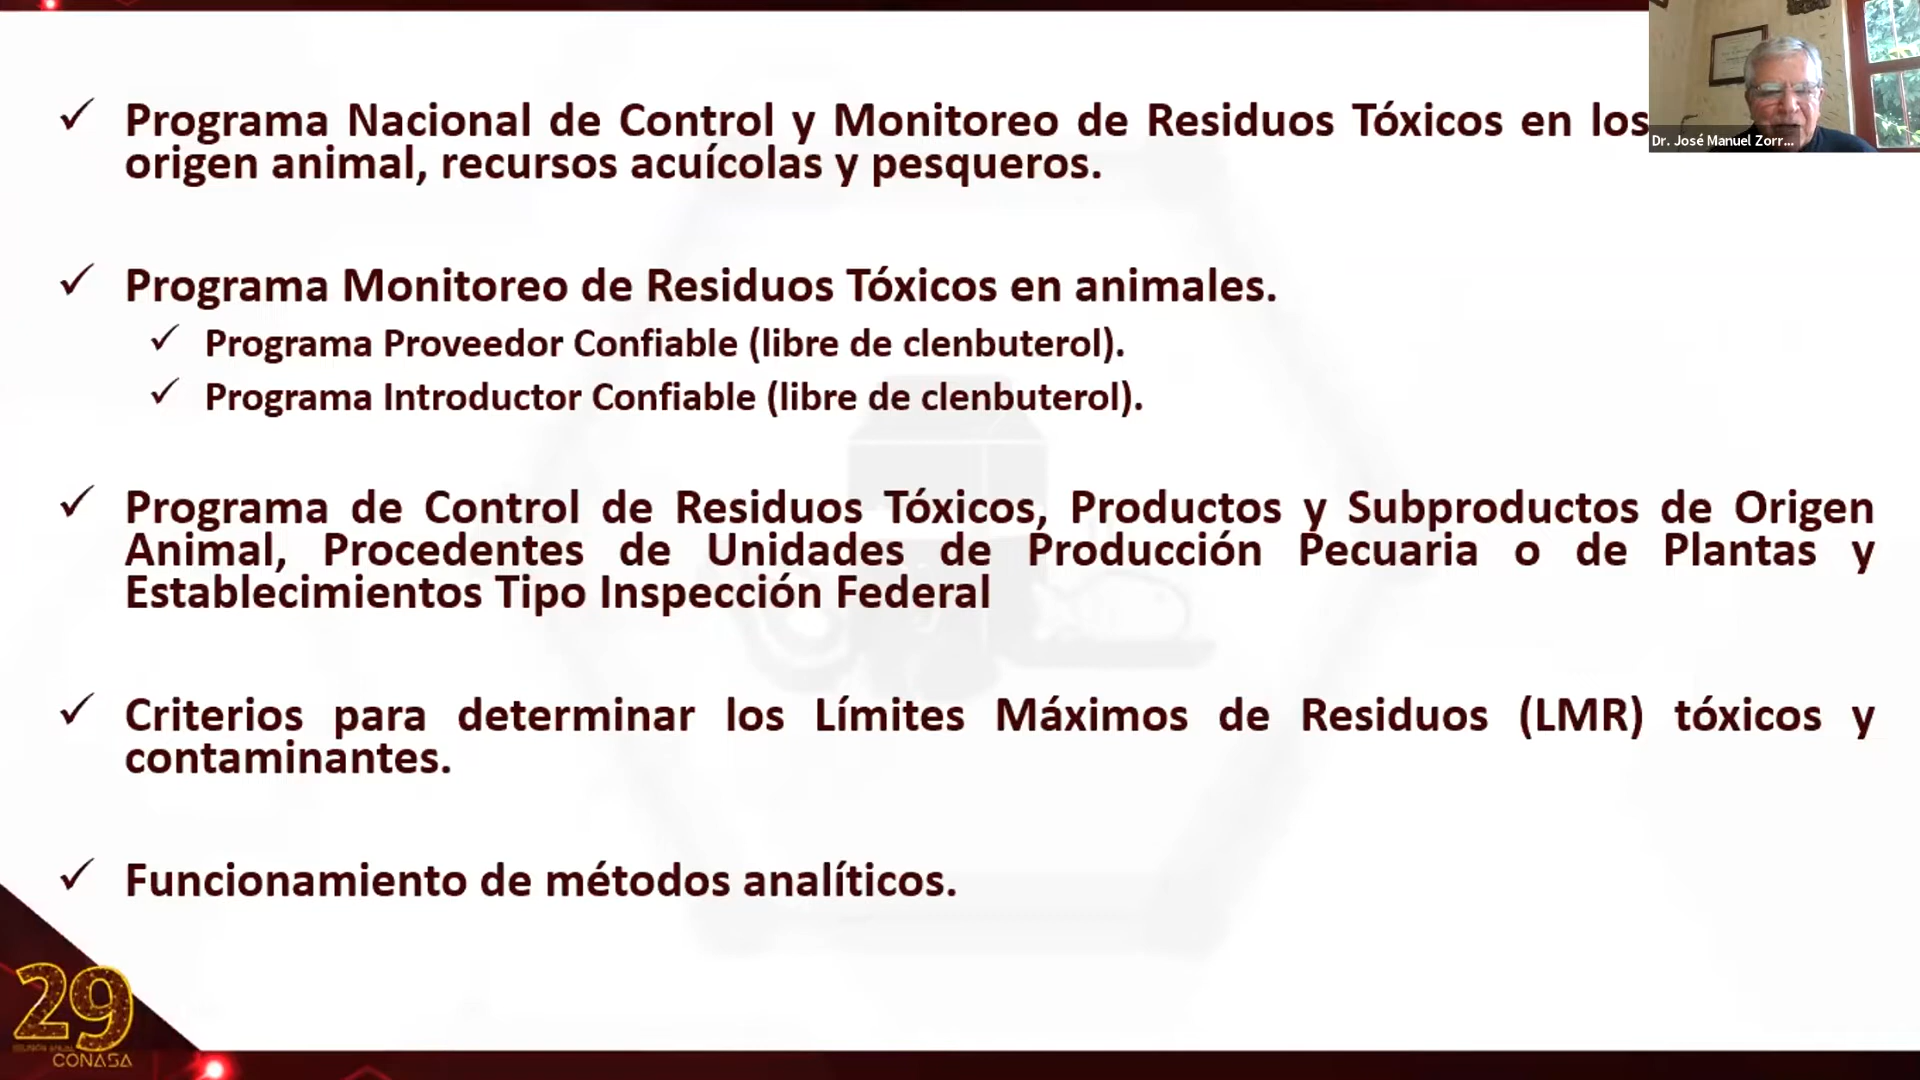 Programa Nacional de Control y Monitoreo de Residuos Tóxicos en los
origen animal, recursos acuícolas y pesqueros.
Dr. José Manuel Zorr...
Programa Monitoreo de Residuos Tóxicos en animales.
Programa Proveedor Confiable (libre de clenbuterol).
Programa Introductor Confiable (libre de clenbuterol).
Programa de Control de Residuos Tóxicos, Productos y Subproductos de Origen
Animal, Procedentes de Unidades de Producción Pecuaria o de Plantas y
Establecimientos Tipo Inspección Federal
Criterios para determinar los Límites Máximos de Residuos (LMR) tóxicos y
contaminantes.
Funcionamiento de métodos analíticos.
29
CONASA